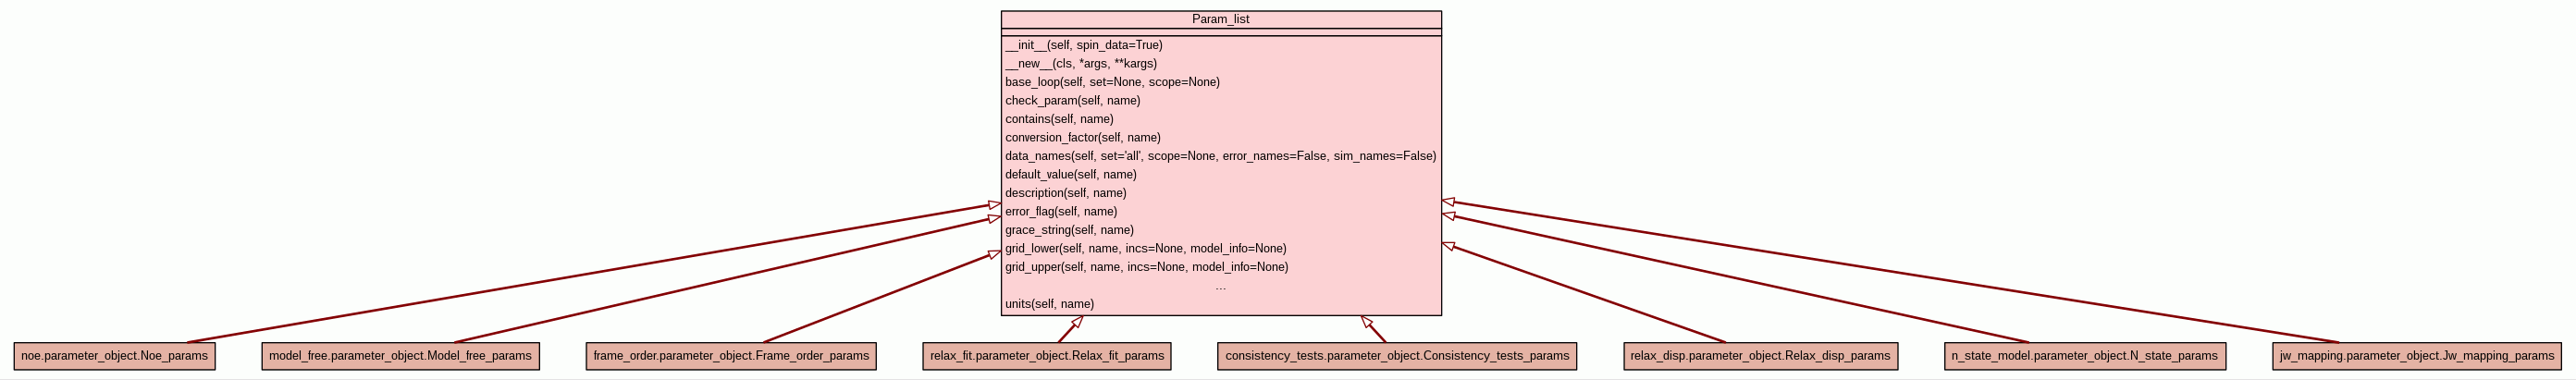 Param_list
__init__(self, spin_data=True)
__new__(cls, *args, **kargs)
base_loop(self, set=None, scope=None)
check_param(self, name)
contains(self, name)
conversion_factor(self, name)
data_names(self, set='all', scope=None, error_names=False, sim_names=False)
default_value(self, name)
description(self, name)
error_flag(self, name)
grace_string(self, name)
grid_lower(self, name, incs=None, model_info=None)
grid_upper(self, name, incs=None, model_info=None)
...
units(self, name)
noe.parameter_object.Noe_params
model_free.parameter_object.Model_free_params
frame_order.parameter_object.Frame_order_params
relax_fit.parameter_object.Relax_fit_params
consistency_tests.parameter_object.Consistency_tests_params
relax_disp.parameter_object.Relax_disp_params
n_state_model.parameter_object.N_state_params
jw_mapping.parameter_object.Jw_mapping_params